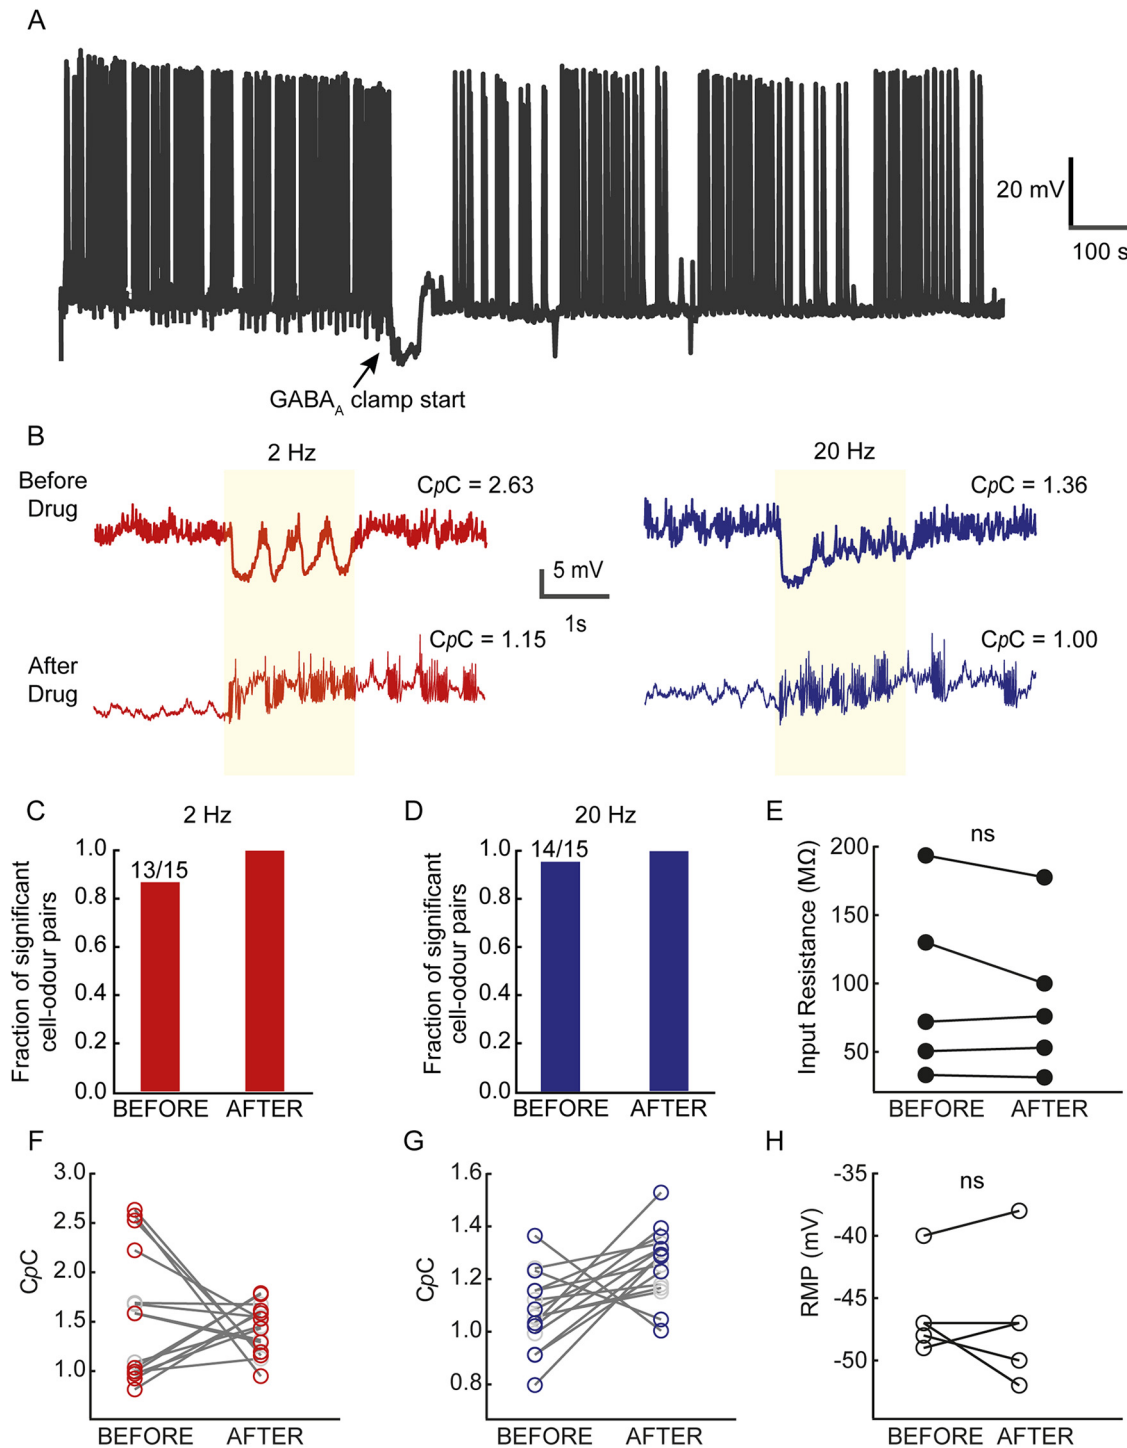 A
20 mV
100 s
GABAA clamp start
B
2 Hz
20 Hz
Before
Drug
CpC = 2.63
CpC = 1.36
5 mV
1s
After
Drug
CpC = 1.15
CpC = 1.00
C
2 Hz
D
20 Hz
E
Fraction of significant
cell-odour pairs
1.0
0.8
0.6
0.4
0.2
0.0
13/15
BEFORE
AFTER
Fraction of significant
cell-odour pairs
1.0
0.8
0.6
0.4
0.2
0.0
14/15
BEFORE
AFTER
Input Resistance (MΩ)
200
150
100
50
ns
BEFORE
AFTER
F
CpC
3.0
2.5
2.0
1.5
1.0
BEFORE
AFTER
G
CpC
1.6
1.4
1.2
1.0
0.8
BEFORE
AFTER
H
RMP (mV)
-35
-40
-45
-50
ns
BEFORE
AFTER